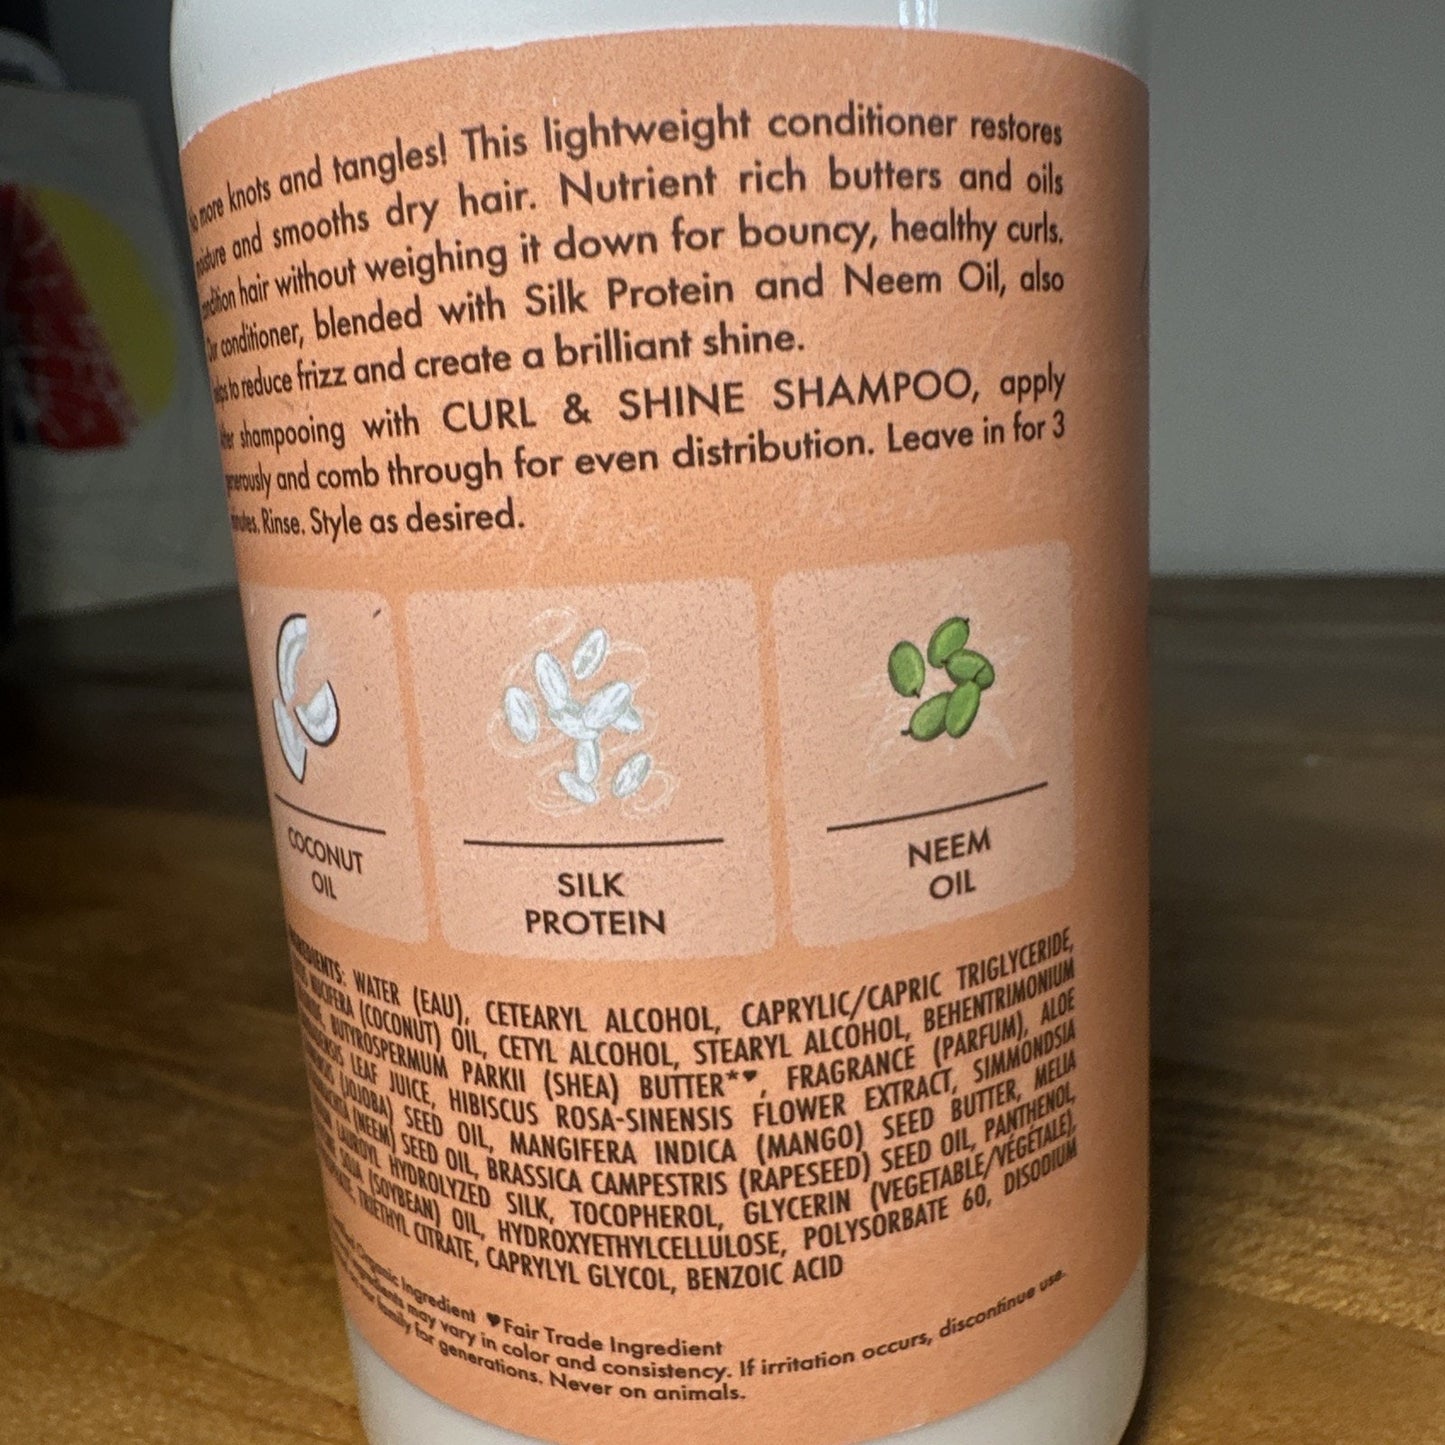 more knots and tangles! This lightweight conditioner restores
and smooths dry hair. Nutrient rich butters and oils
hair without weighing it down for bouncy, healthy curls.
Our conditioner, blended with Silk Protein and Neem Oil, also
to reduce frizz and create a brilliant shine.
shampooing with CURL & SHINE SHAMPOO, apply
and comb through for even distribution. Leave in for 3
Rinse. Style as desired.
COCONUT
OIL
SILK
PROTEIN
NEEM
OIL
INGREDIENTS: WATER (EAU), CETEARYL ALCOHOL, CAPRYLIC/CAPRIC TRIGLYCERIDE,
NUCIFERA (COCONUT) OIL, CETYL ALCOHOL, STEARYL ALCOHOL, BEHENTRIMONIUM
BUTYROSPERMUM PARKII (SHEA) BUTTER*♥, FRAGRANCE (PARFUM), ALOE
LEAF JUICE, HIBISCUS ROSA-SINENSIS FLOWER EXTRACT, SIMMONDSIA
(JOJOBA) SEED OIL, MANGIFERA INDICA (MANGO) SEED BUTTER, MELIA
(NEEM) SEED OIL, BRASSICA CAMPESTRIS (RAPESEED) SEED OIL, PANTHENOL,
LAUROYL HYDROLYZED SILK, TOCOPHEROL, GLYCERIN (VEGETABLE/VÉGÉTALE),
SOJA (SOYBEAN) OIL, HYDROXYETHYLCELLULOSE, POLYSORBATE 60, DISODIUM
TRIETHYL CITRATE, CAPRYLYL GLYCOL, BENZOIC ACID
Organic Ingredient ♥Fair Trade Ingredient
ingredients may vary in color and consistency. If irritation occurs, discontinue use.
our family for generations. Never on animals.